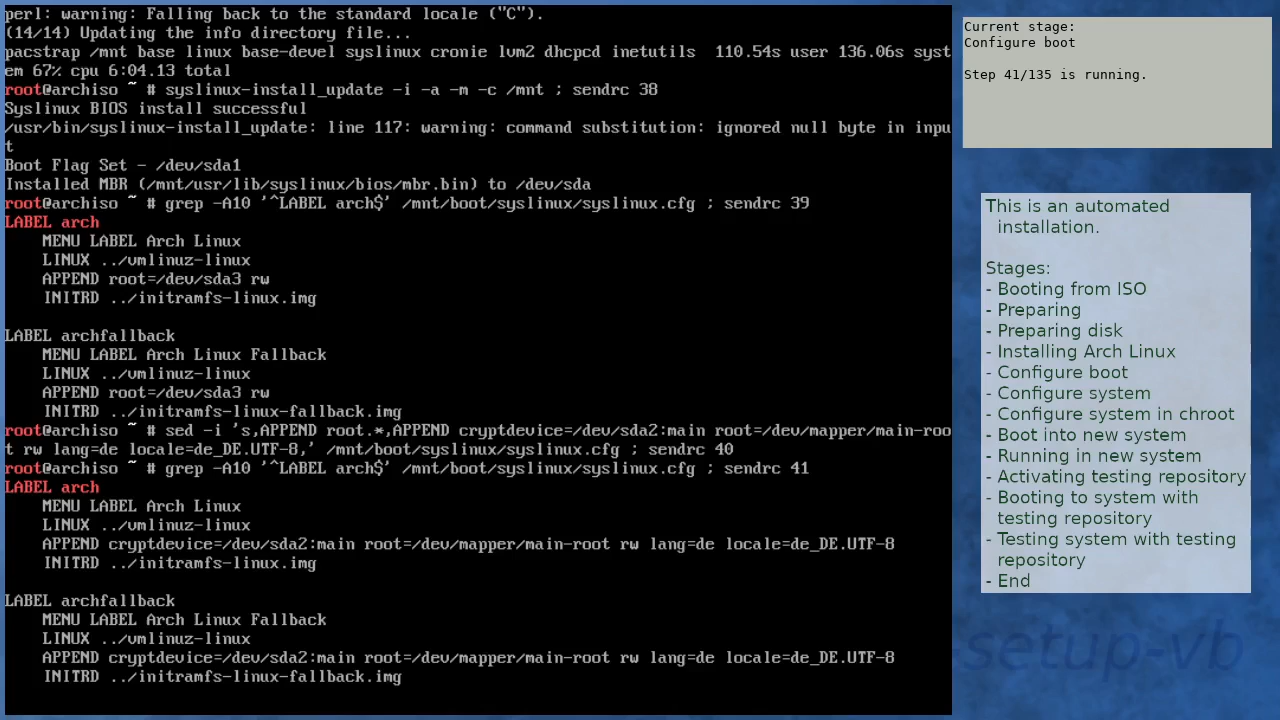 perl: warning: Falling back to the standard locale ("C").
(14/14) Updating the info directory file...
pacstrap /mnt base linux base-devel syslinux cronie lvm2 dhcpcd inetutils  110.54s user 136.06s syst
em 67% cpu 6:04.13 total
root@archiso ~ # syslinux-install_update -i -a -m -c /mnt ; sendrc 38
Syslinux BIOS install successful
/usr/bin/syslinux-install_update: line 117: warning: command substitution: ignored null byte in inpu
t
Boot Flag Set - /dev/sda1
Installed MBR (/mnt/usr/lib/syslinux/bios/mbr.bin) to /dev/sda
root@archiso ~ # grep -A10 '^LABEL arch$' /mnt/boot/syslinux/syslinux.cfg ; sendrc 39
LABEL arch
    MENU LABEL Arch Linux
    LINUX ../vmlinuz-linux
    APPEND root=/dev/sda3 rw
    INITRD ../initramfs-linux.img

LABEL archfallback
    MENU LABEL Arch Linux Fallback
    LINUX ../vmlinuz-linux
    APPEND root=/dev/sda3 rw
    INITRD ../initramfs-linux-fallback.img
root@archiso ~ # sed -i 's,APPEND root.*,APPEND cryptdevice=/dev/sda2:main root=/dev/mapper/main-roo
t rw lang=de locale=de_DE.UTF-8,' /mnt/boot/syslinux/syslinux.cfg ; sendrc 40
root@archiso ~ # grep -A10 '^LABEL arch$' /mnt/boot/syslinux/syslinux.cfg ; sendrc 41
LABEL arch
    MENU LABEL Arch Linux
    LINUX ../vmlinuz-linux
    APPEND cryptdevice=/dev/sda2:main root=/dev/mapper/main-root rw lang=de locale=de_DE.UTF-8
    INITRD ../initramfs-linux.img

LABEL archfallback
    MENU LABEL Arch Linux Fallback
    LINUX ../vmlinuz-linux
    APPEND cryptdevice=/dev/sda2:main root=/dev/mapper/main-root rw lang=de locale=de_DE.UTF-8
    INITRD ../initramfs-linux-fallback.img
Current stage:
Configure boot

Step 41/135 is running.
This is an automated
installation.

Stages:
- Booting from ISO
- Preparing
- Preparing disk
- Installing Arch Linux
- Configure boot
- Configure system
- Configure system in chroot
- Boot into new system
- Running in new system
- Activating testing repository
- Booting to system with
testing repository
- Testing system with testing
repository
- End
-setup-vb